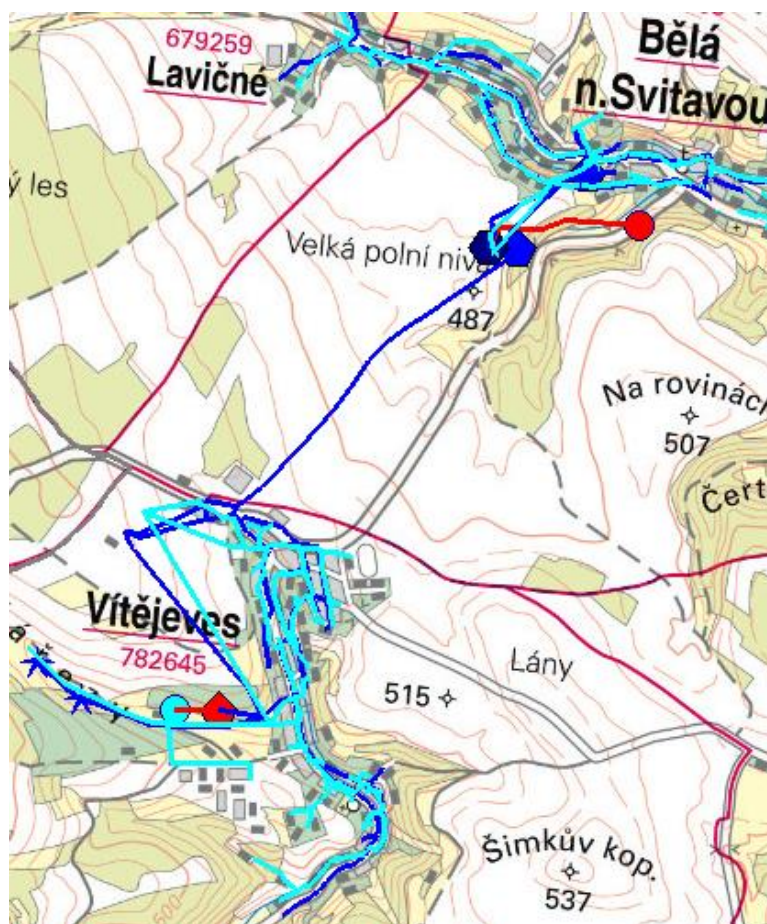 679259
Lavičné
Bělá
n.Svitavou
ý les
Velká polní niva
487
Na rovinách
507
Čert
Vítějeves
782645
Lány
515
Šimkův kop.
537
500